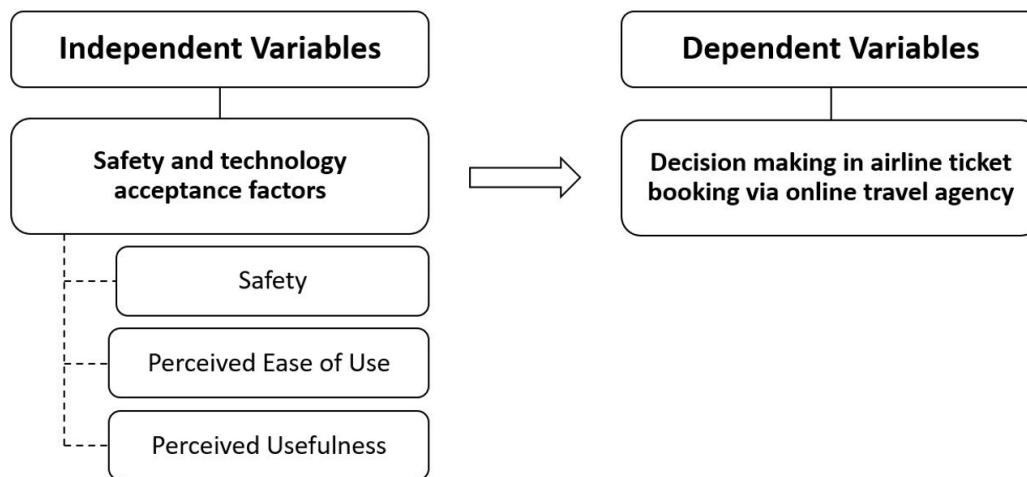 Independent Variables
Dependent Variables
Safety and technology
acceptance factors
Decision making in airline ticket
booking via online travel agency
Safety
Perceived Ease of Use
Perceived Usefulness